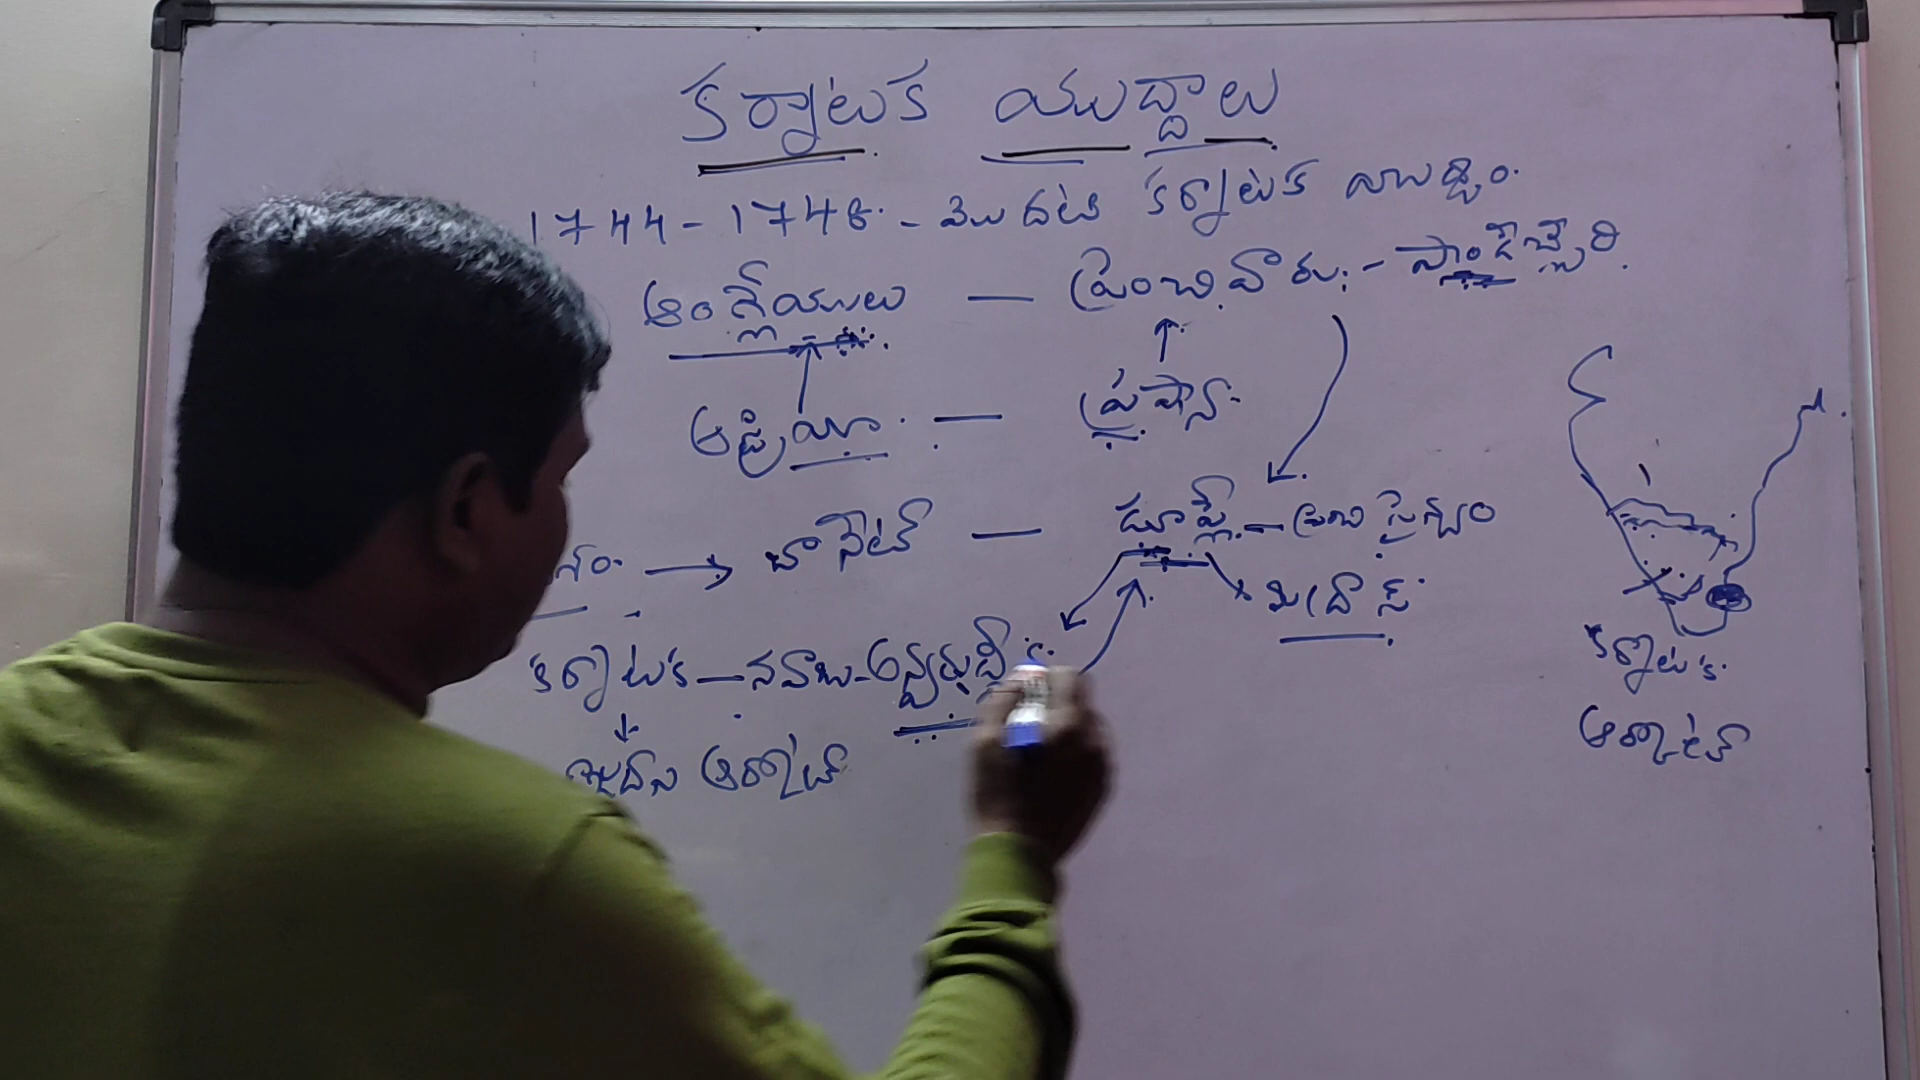 కర్నాటక యుద్దాలు
1744 - 1748 - మొదటి కర్నాటక
ఆంగ్లేయులు — ఫ్రెంచి వారు - పాండిచ్చేరి
ఆస్ట్రియా — ప్రష్యా
→ బార్నెట్ — డూప్లే - ఫ్రెంచి సైన్యం
మద్రాస్
కర్నాటక — నవాబు - అన్వరుద్దీన్
ఆర్కాట్
కర్నాటక
ఆర్కాట్